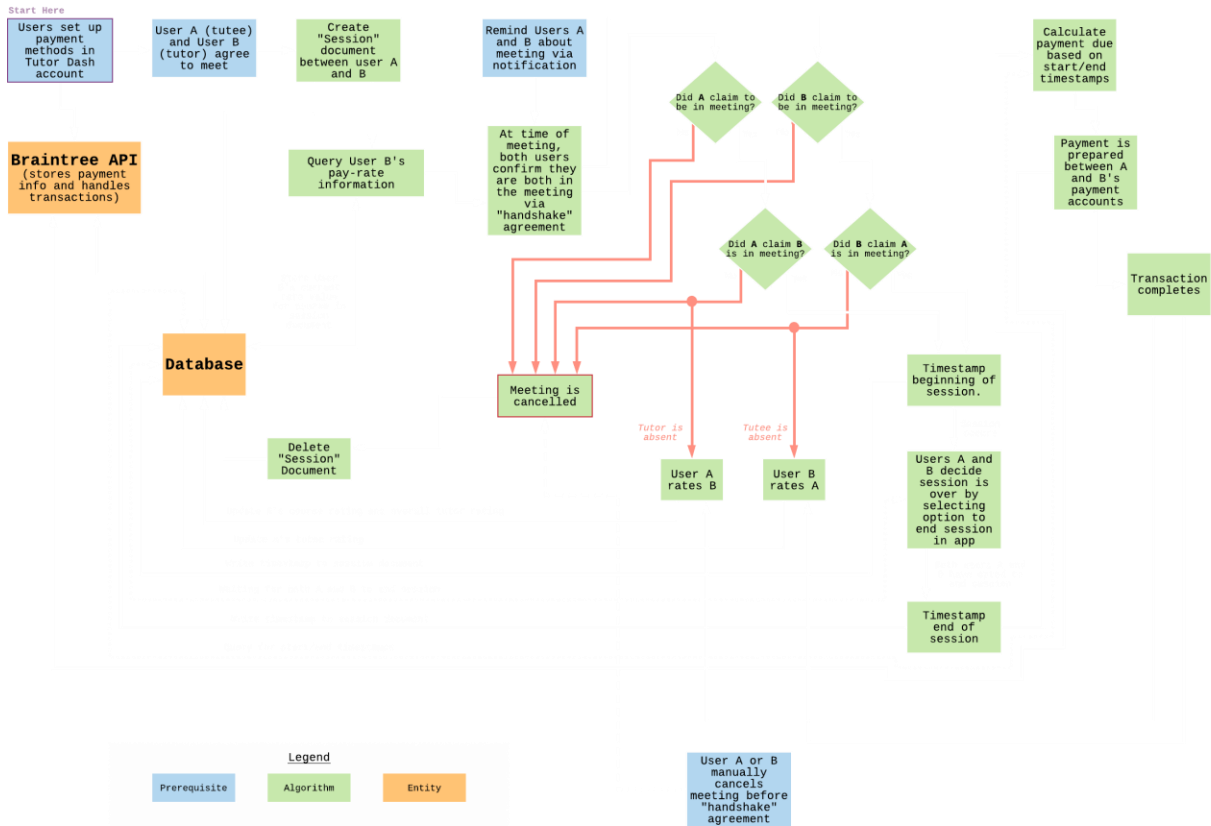 Start Here
Users set up
payment
methods in
Tutor Dash
account
User A (tutee)
and User B
(tutor) agree
to meet
Create
"Session"
document
between user A
and B
Remind Users A
and B about
meeting via
notification
Calculate
payment due
based on
start/end
timestamps
Did A claim to
be in meeting?
Did B claim to
be in meeting?
Braintree API
(stores payment
info and handles
transactions)
Query User B's
pay-rate
information
At time of
meeting,
both users
confirm they
are both in
the meeting
via
"handshake"
agreement
Payment is
prepared
between A
and B's
payment
accounts
Did A claim B
is in meeting?
Did B claim A
is in meeting?
Transaction
completes
Database
Meeting is
cancelled
Timestamp
beginning of
session.
Tutor is
absent
Tutee is
absent
Delete
"Session"
Document
User A
rates B
User B
rates A
Users A and
B decide
session is
over by
selecting
option to
end session
in app
Timestamp
end of
session
Legend
Prerequisite
Algorithm
Entity
User A or B
manually
cancels
meeting before
"handshake"
agreement